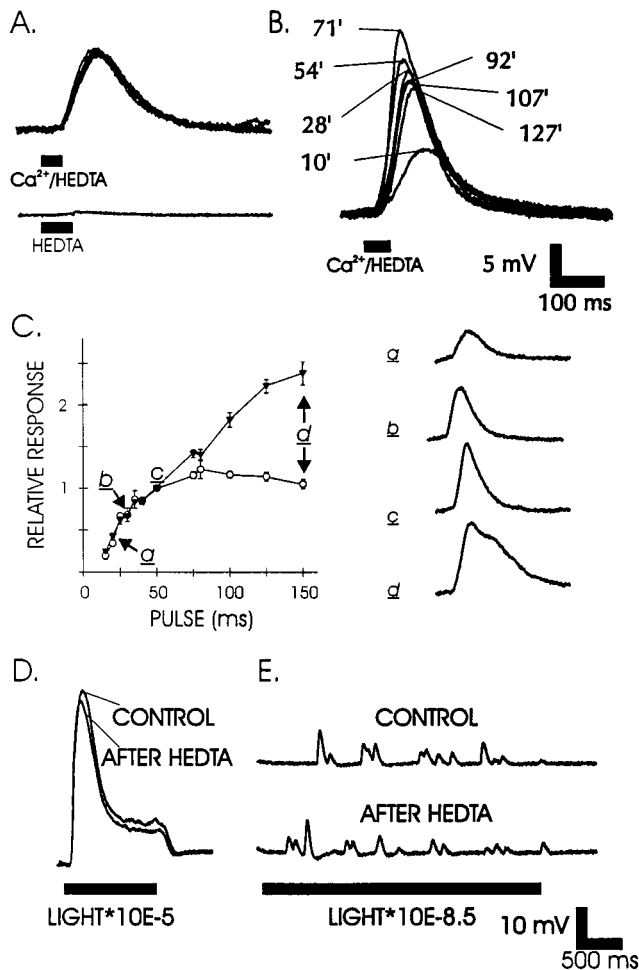 A.
Ca²⁺/HEDTA
HEDTA
B.
71'
54'
92'
107'
28'
127'
10'
Ca²⁺/HEDTA
5 mV
100 ms
C.
RELATIVE RESPONSE
2
1
0
50
100
150
PULSE (ms)
b
a
c
d
a
b
c
d
D.
CONTROL
AFTER HEDTA
LIGHT*10E-5
E.
CONTROL
AFTER HEDTA
LIGHT*10E-8.5
10 mV
500 ms